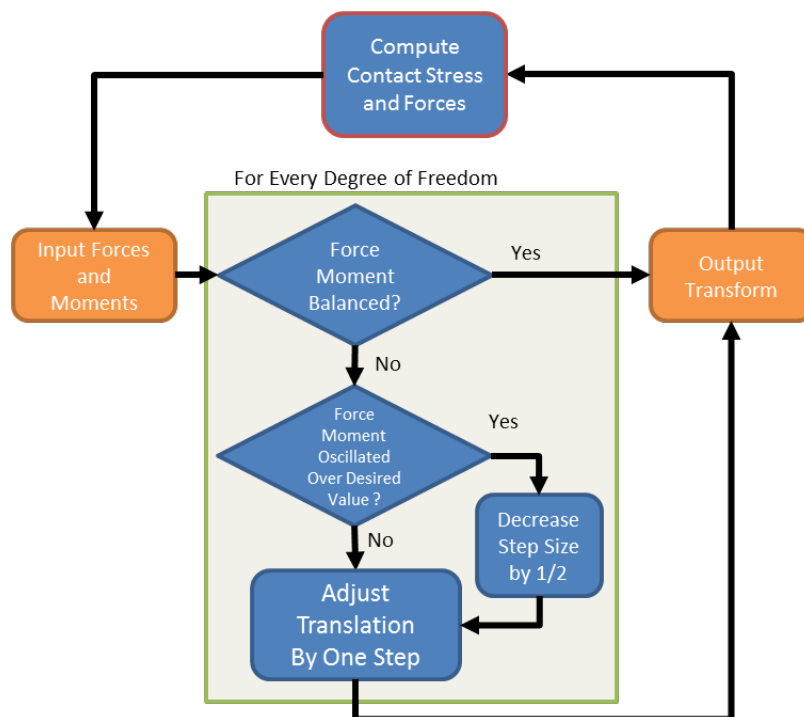 Compute
Contact Stress
and Forces
For Every Degree of Freedom
Input Forces
and
Moments
Force
Moment
Balanced?
Yes
Output
Transform
No
Force
Moment
Oscillated
Over Desired
Value ?
Yes
Decrease
Step Size
by 1/2
No
Adjust
Translation
By One Step